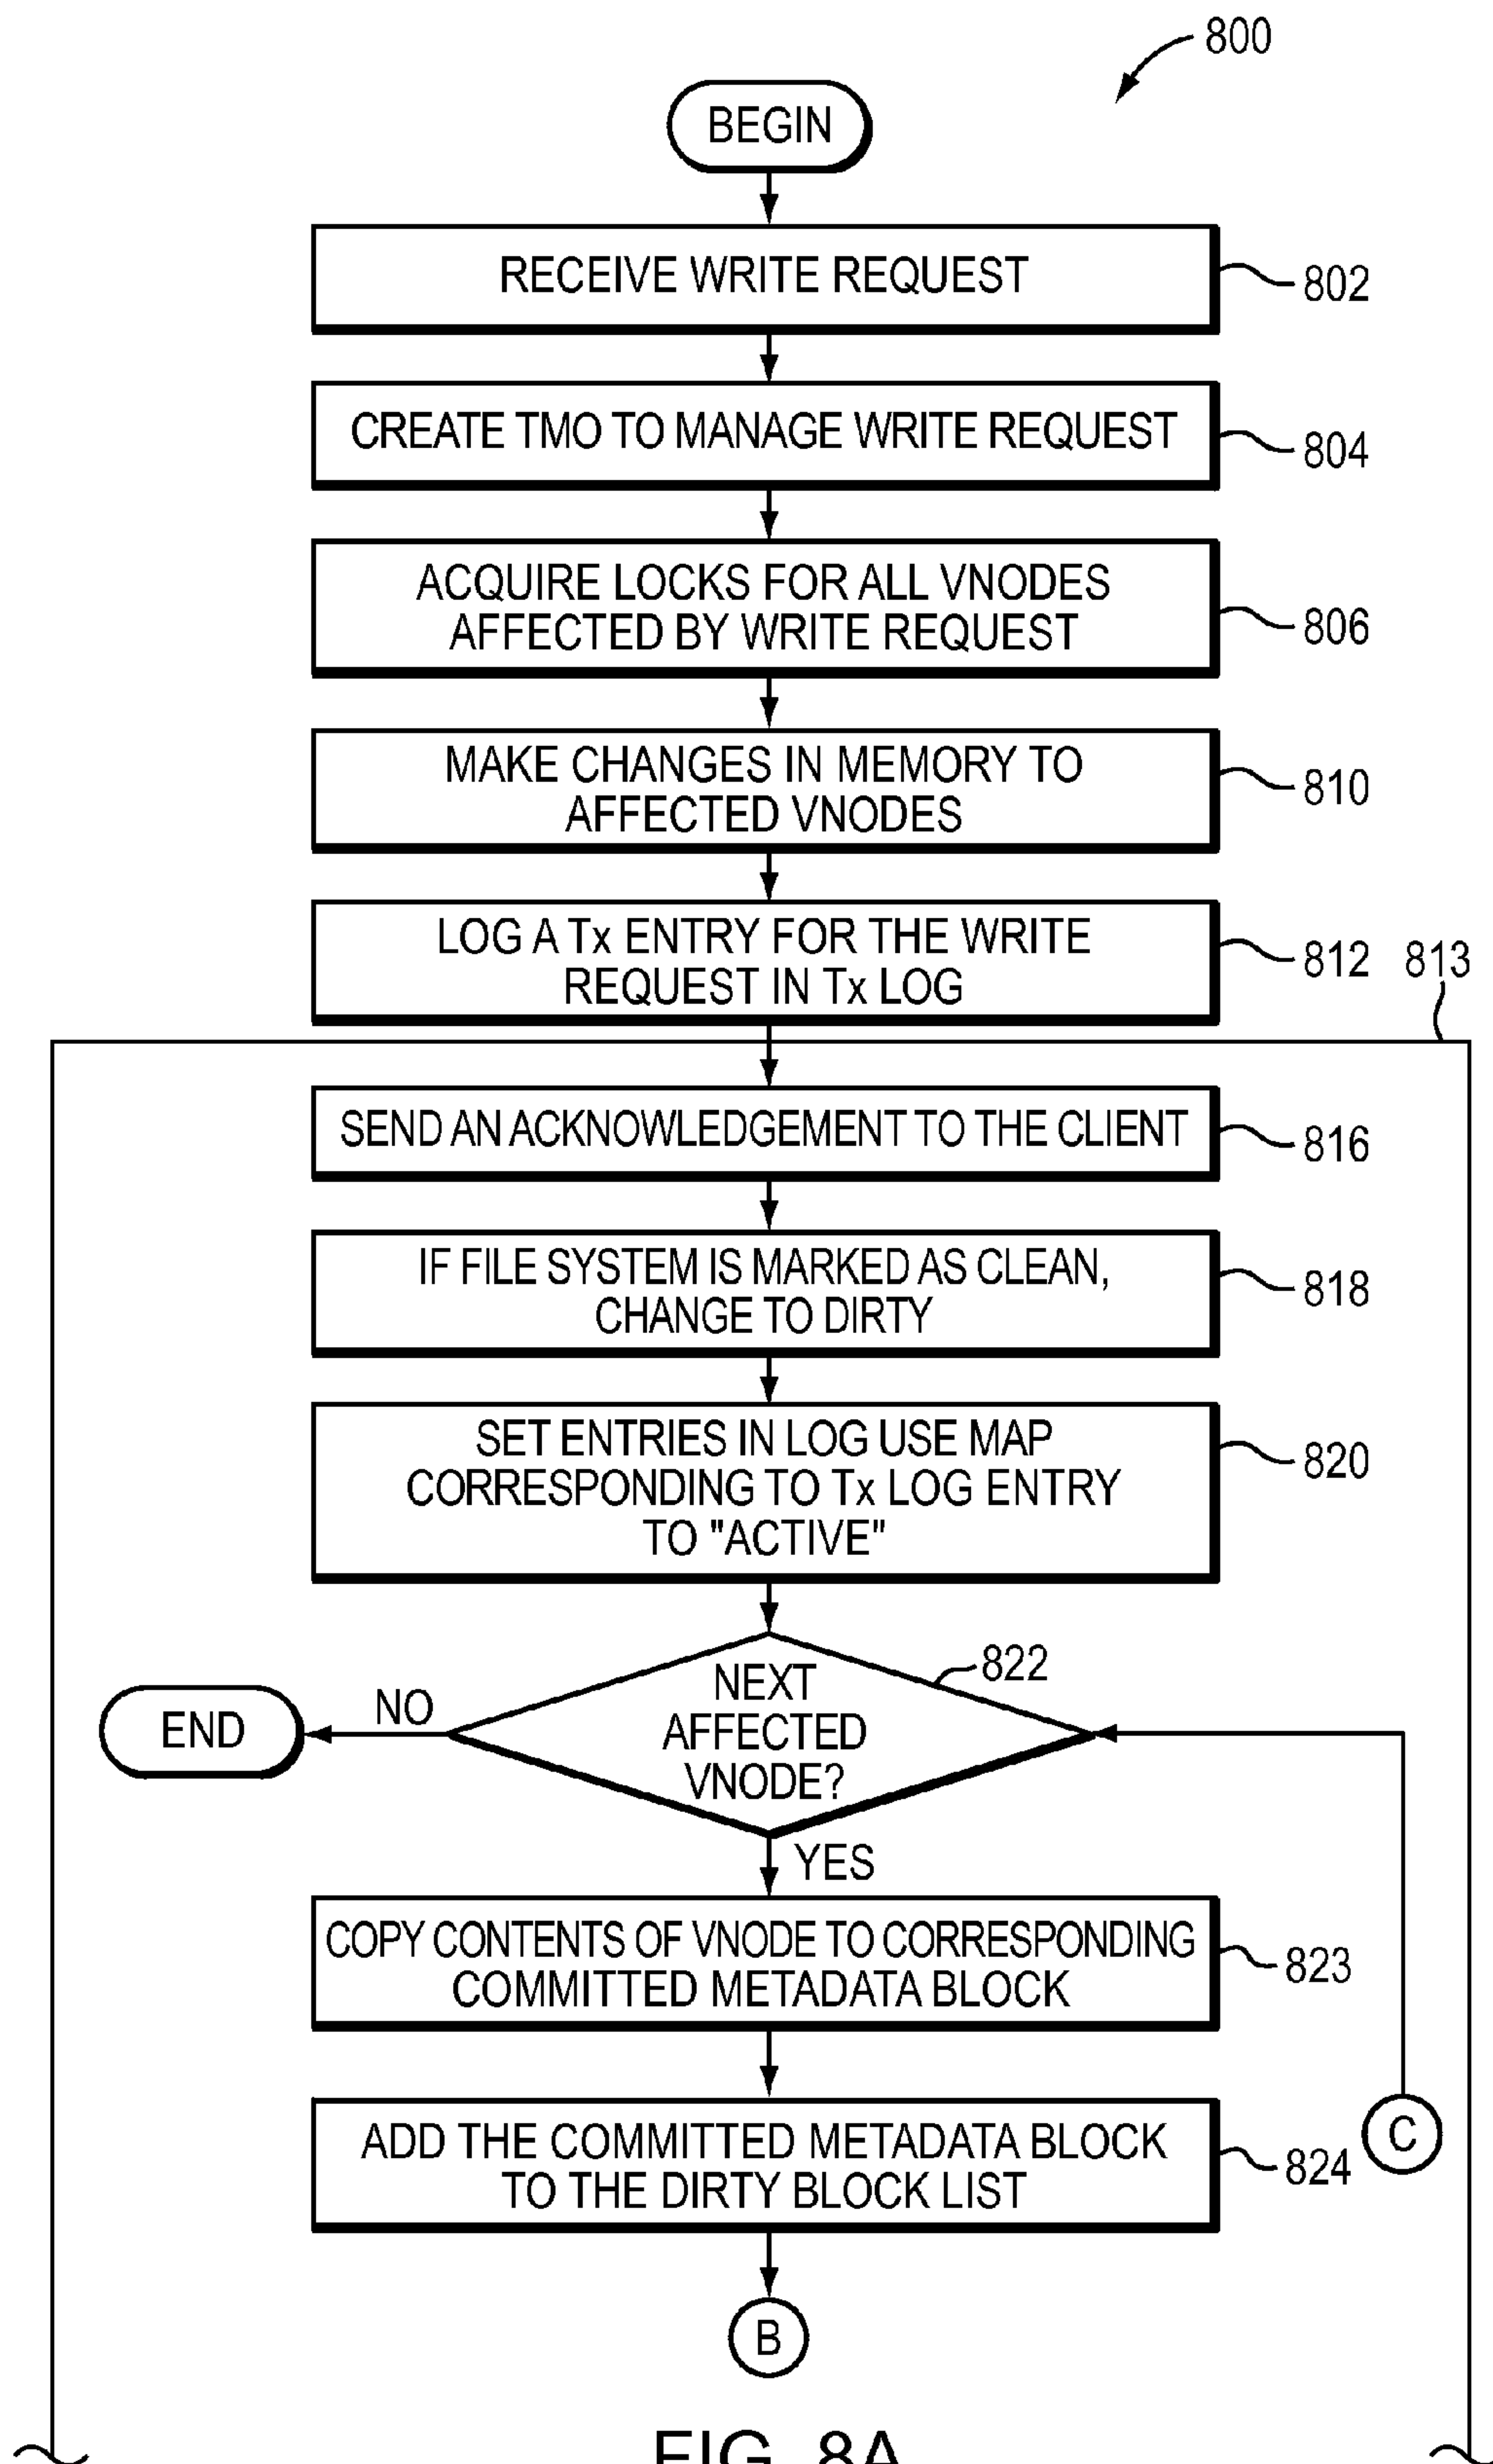 800
BEGIN
RECEIVE WRITE REQUEST
802
CREATE TMO TO MANAGE WRITE REQUEST
804
ACQUIRE LOCKS FOR ALL VNODES
AFFECTED BY WRITE REQUEST
806
MAKE CHANGES IN MEMORY TO
AFFECTED VNODES
810
LOG A Tx ENTRY FOR THE WRITE
REQUEST IN Tx LOG
812
813
SEND AN ACKNOWLEDGEMENT TO THE CLIENT
816
IF FILE SYSTEM IS MARKED AS CLEAN,
CHANGE TO DIRTY
818
SET ENTRIES IN LOG USE MAP
CORRESPONDING TO Tx LOG ENTRY
TO "ACTIVE"
820
NEXT
AFFECTED
VNODE?
822
NO
END
YES
COPY CONTENTS OF VNODE TO CORRESPONDING
COMMITTED METADATA BLOCK
823
ADD THE COMMITTED METADATA BLOCK
TO THE DIRTY BLOCK LIST
824
C
B
FIG. 8A